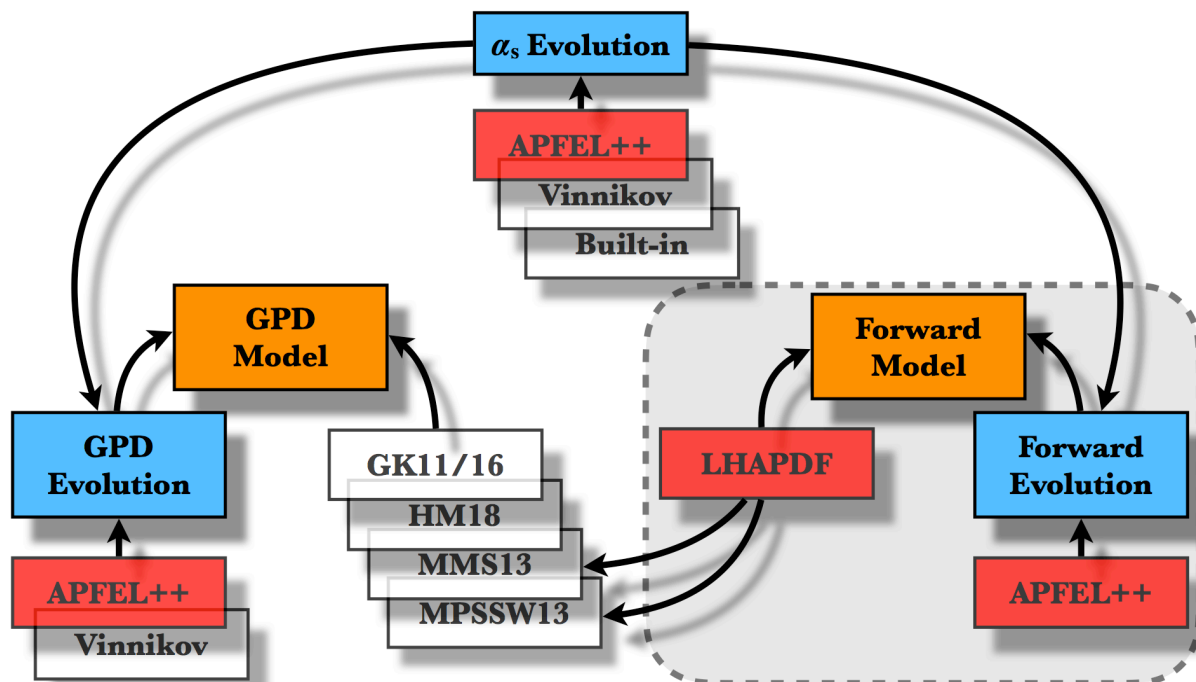 αs Evolution
APFEL++
Vinnikov
Built-in
GPD
Model
Forward
Model
GPD
Evolution
GK11/16
HM18
MMS13
MPSSW13
LHAPDF
Forward
Evolution
APFEL++
Vinnikov
APFEL++